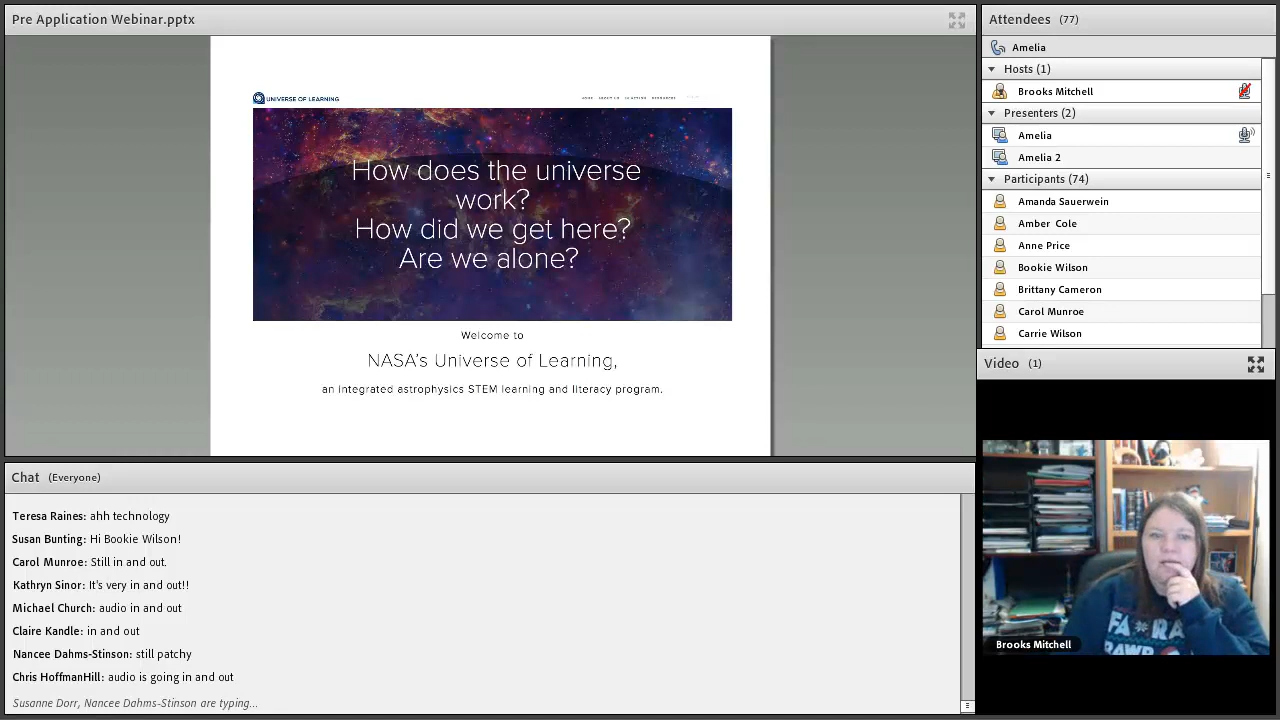 Pre Application Webinar.pptx
UNIVERSE OF LEARNING
HOME ABOUT US IN ACTION RESOURCES
How does the universe
work?
How did we get here?
Are we alone?
Welcome to
NASA's Universe of Learning,
an integrated astrophysics STEM learning and literacy program.
Chat (Everyone)
Teresa Raines: ahh technology
Susan Bunting: Hi Bookie Wilson!
Carol Munroe: Still in and out.
Kathryn Sinor: It's very in and out!!
Michael Church: audio in and out
Claire Kandle: in and out
Nancee Dahms-Stinson: still patchy
Chris HoffmanHill: audio is going in and out
Susanne Dorr, Nancee Dahms-Stinson are typing...
Attendees (77)
Amelia
Hosts (1)
Brooks Mitchell
Presenters (2)
Amelia
Amelia 2
Participants (74)
Amanda Sauerwein
Amber Cole
Anne Price
Bookie Wilson
Brittany Cameron
Carol Munroe
Carrie Wilson
Video (1)
Brooks Mitchell